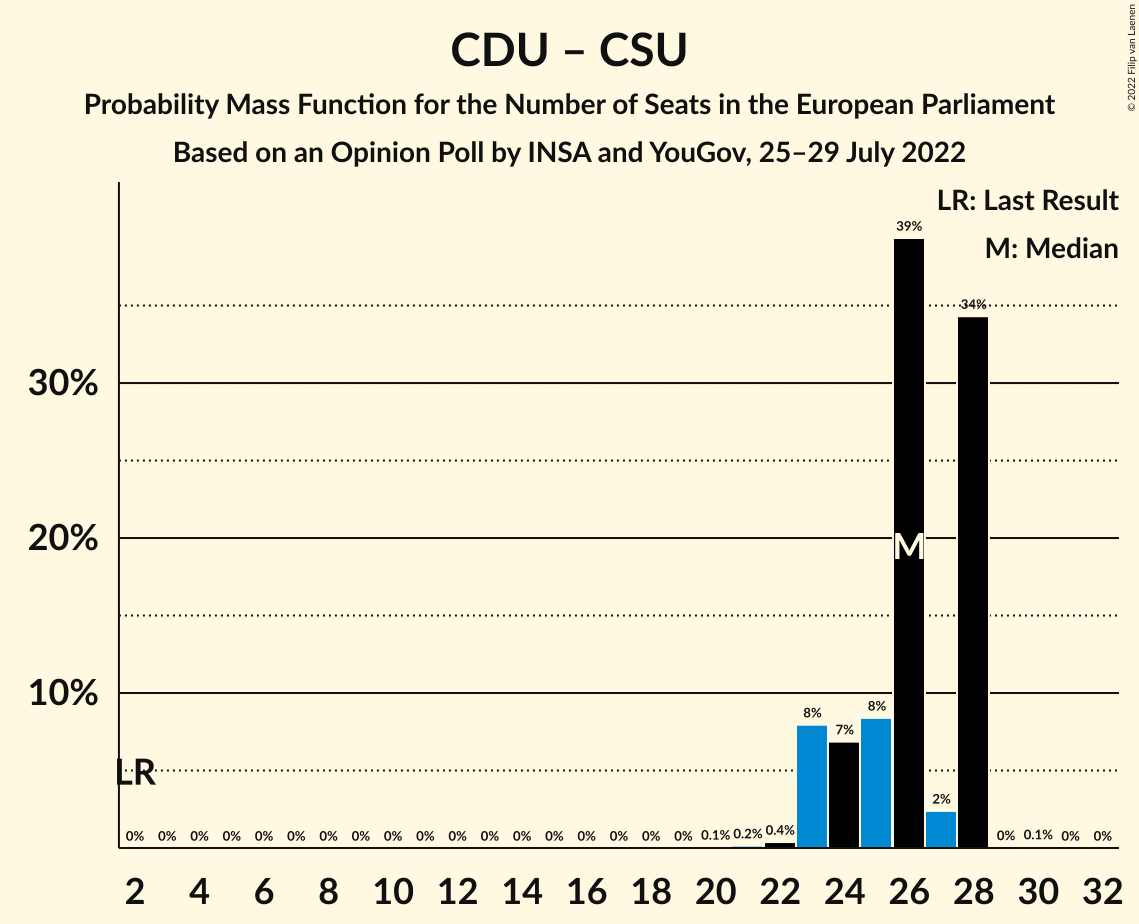 © 2022 Filip van Laenen
CDU – CSU
Probability Mass Function for the Number of Seats in the European Parliament
Based on an Opinion Poll by INSA and YouGov, 25–29 July 2022
LR: Last Result
M: Median
39%
34%
30%
20%
M
10%
8% 7% 8% 2%
LR
0% 0% 0% 0% 0% 0% 0% 0% 0% 0% 0% 0% 0% 0% 0% 0% 0% 0% 0.1% 0.2% 0.4% 0% 0.1% 0% 0%
2 4 6 8 10 12 14 16 18 20 22 24 26 28 30 32